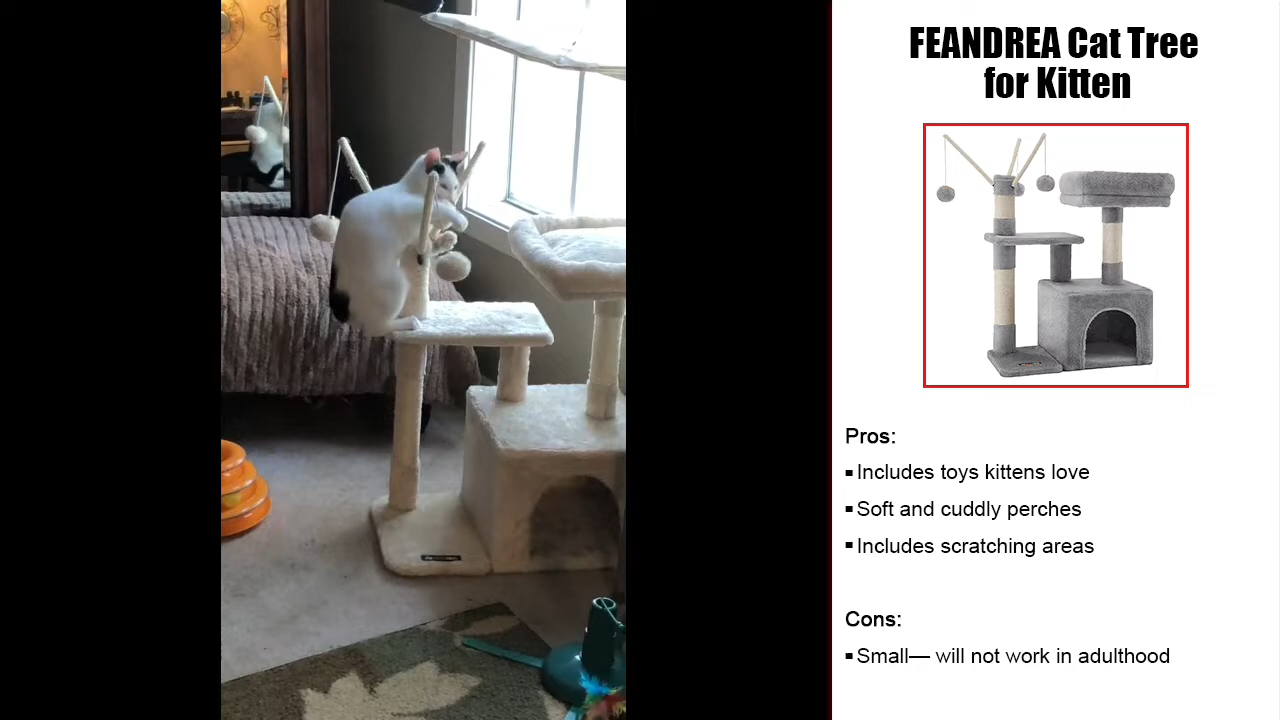 FEANDREA Cat Tree
for Kitten
Pros:
▪Includes toys kittens love
▪Soft and cuddly perches
▪Includes scratching areas
Cons:
▪Small— will not work in adulthood